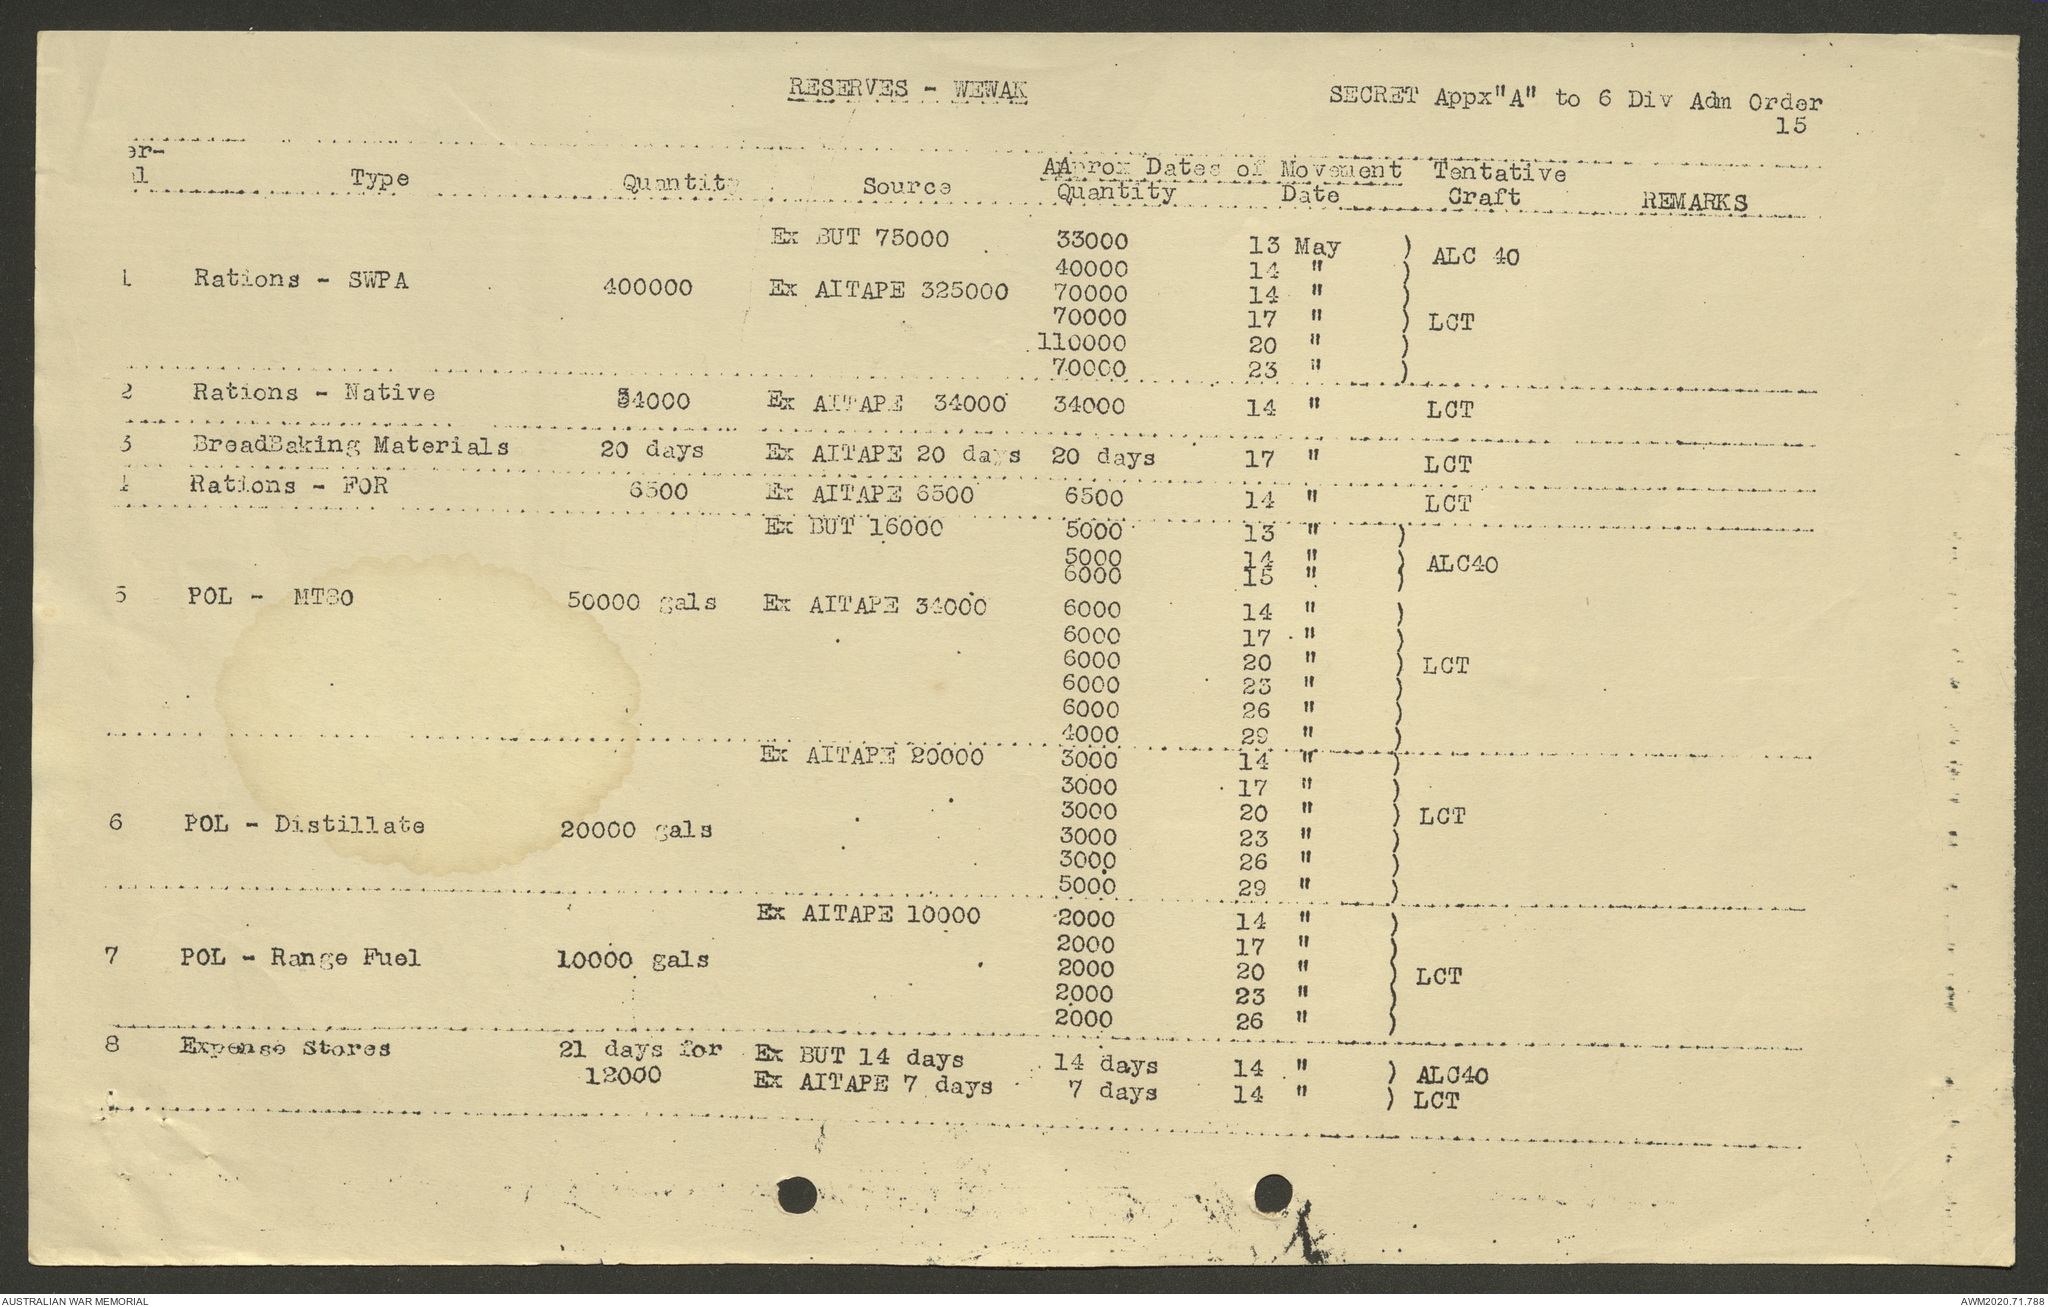 RESERVES - WEWAK
SECRET Appx"A" to 6 Div Adm Order
15
er-
al Type Quantity Source AAprox Dates of Movement Tentative
Quantity Date Craft REMARKS
Ex BUT 75000 33000 13 May ) ALC 40
40000 14 " )
1 Rations - SWPA 400000 Ex AITAPE 325000 70000 14 " )
70000 17 " ) LCT
110000 20 " )
70000 23 " )
2 Rations - Native 34000 Ex AITAPE 34000 34000 14 " LCT
3 BreadBaking Materials 20 days Ex AITAPE 20 days 20 days 17 " LCT
4 Rations - FOR 6500 Ex AITAPE 6500 6500 14 " LCT
Ex BUT 16000 5000 13 " )
5000 14 " ) ALC40
6000 15 " )
5 POL - MT80 50000 gals Ex AITAPE 34000 6000 14 " )
6000 17 " )
6000 20 " ) LCT
6000 23 " )
6000 26 " )
4000 29 " )
Ex AITAPE 20000 3000 14 " )
3000 17 " )
3000 20 " ) LCT
6 POL - Distillate 20000 gals 3000 23 " )
3000 26 " )
5000 29 " )
Ex AITAPE 10000 2000 14 " )
2000 17 " )
7 POL - Range Fuel 10000 gals 2000 20 " ) LCT
2000 23 " )
2000 26 " )
8 Expense Stores 21 days for Ex BUT 14 days 14 days 14 " ) ALC40
12000 Ex AITAPE 7 days 7 days 14 " ) LCT
AUSTRALIAN WAR MEMORIAL
AWM2020.71.788